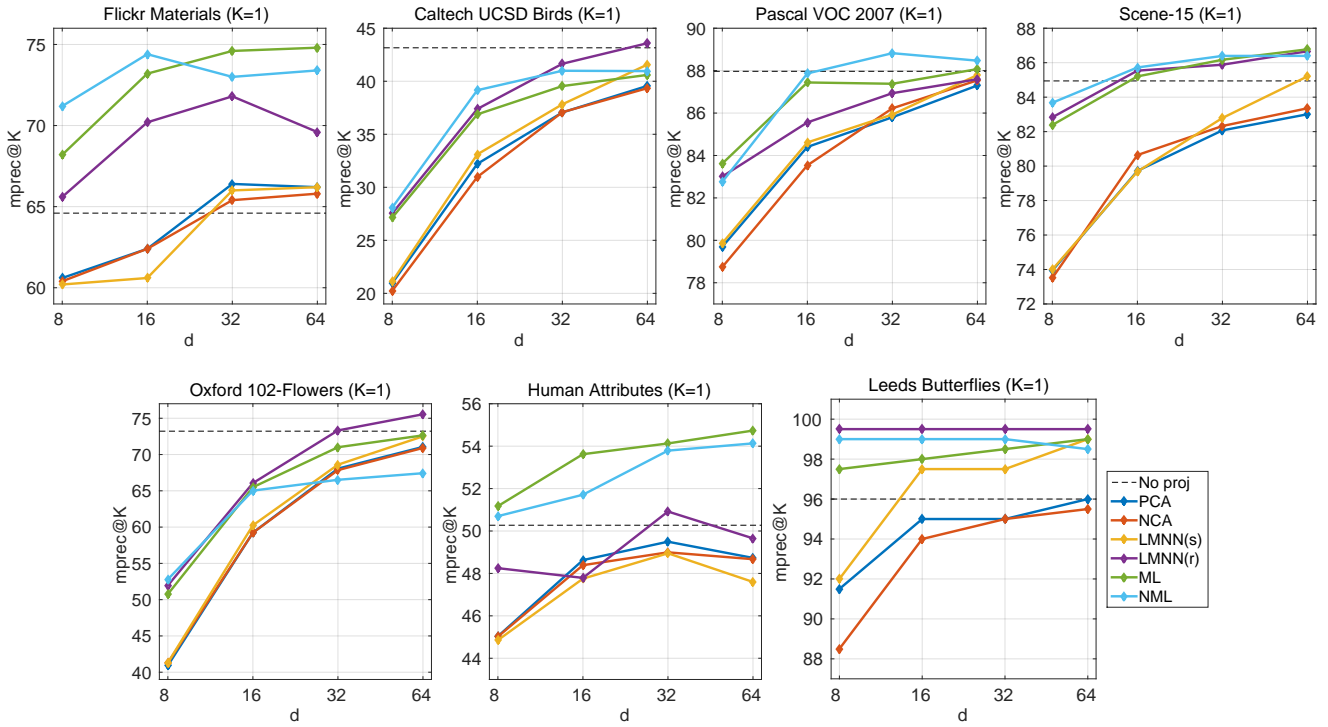 Flickr Materials (K=1)
mprec@K
75
70
65
60
8 16 32 64
d
Caltech UCSD Birds (K=1)
mprec@K
45
40
35
30
25
20
8 16 32 64
d
Pascal VOC 2007 (K=1)
mprec@K
90
88
86
84
82
80
78
8 16 32 64
d
Scene-15 (K=1)
mprec@K
88
86
84
82
80
78
76
74
72
8 16 32 64
d
Oxford 102-Flowers (K=1)
mprec@K
75
70
65
60
55
50
45
40
8 16 32 64
d
Human Attributes (K=1)
mprec@K
56
54
52
50
48
46
44
8 16 32 64
d
Leeds Butterflies (K=1)
mprec@K
100
98
96
94
92
90
88
8 16 32 64
d
No proj
PCA
NCA
LMNN(s)
LMNN(r)
ML
NML